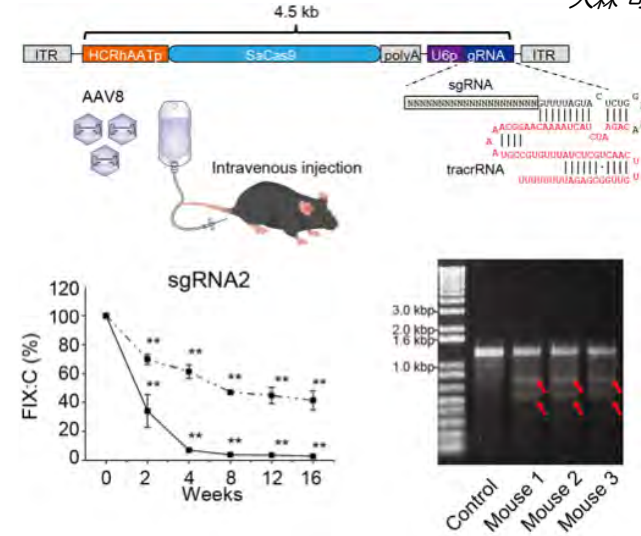 4.5 kb
ITR HCRhAATp SaCas9 polyA U6p gRNA ITR
sgRNA
AAV8
Intravenous injection
tracrRNA
sgRNA2
FIX:C (%)
120
100
80
60
40
20
0
** ** ** ** **
** ** ** ** **
0 2 4 8 12 16
Weeks
3.0 kbp
2.0 kbp
1.6 kbp
1.0 kbp
Control
Mouse 1
Mouse 2
Mouse 3